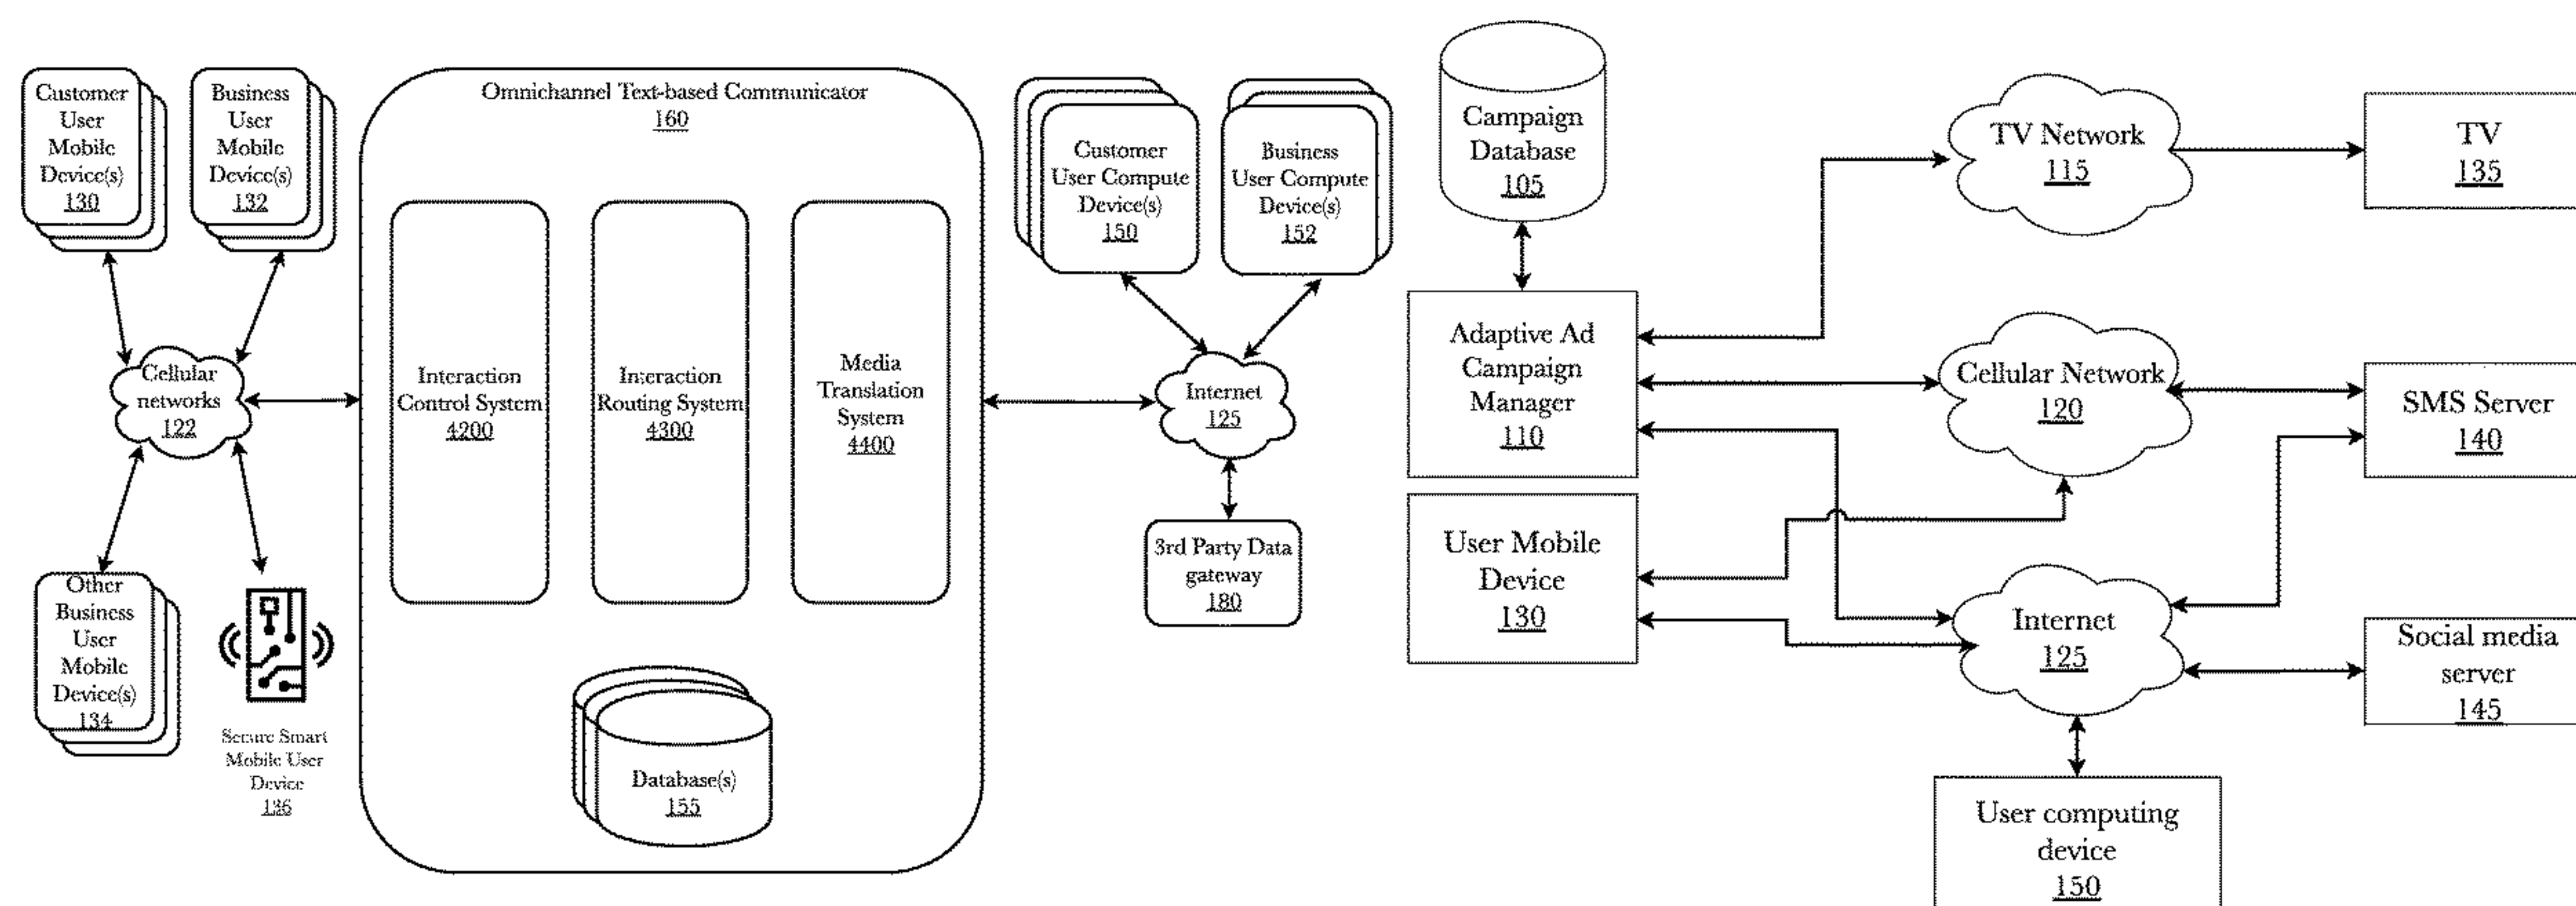 Customer
User
Mobile
Device(s)
130
Business
User
Mobile
Device(s)
132
Cellular
networks
122
Other
Business
User
Mobile
Device(s)
134
Secure Smart
Mobile User
Device
136
Omnichannel Text-based Communicator
160
Interaction
Control System
4200
Interaction
Routing System
4300
Media
Translation
System
4400
Database(s)
155
Customer
User Compute
Device(s)
150
Business
User Compute
Device(s)
152
Internet
125
3rd Party Data
gateway
180
Campaign
Database
105
Adaptive Ad
Campaign
Manager
110
User Mobile
Device
130
TV Network
115
Cellular Network
120
Internet
125
User computing
device
150
TV
135
SMS Server
140
Social media
server
145